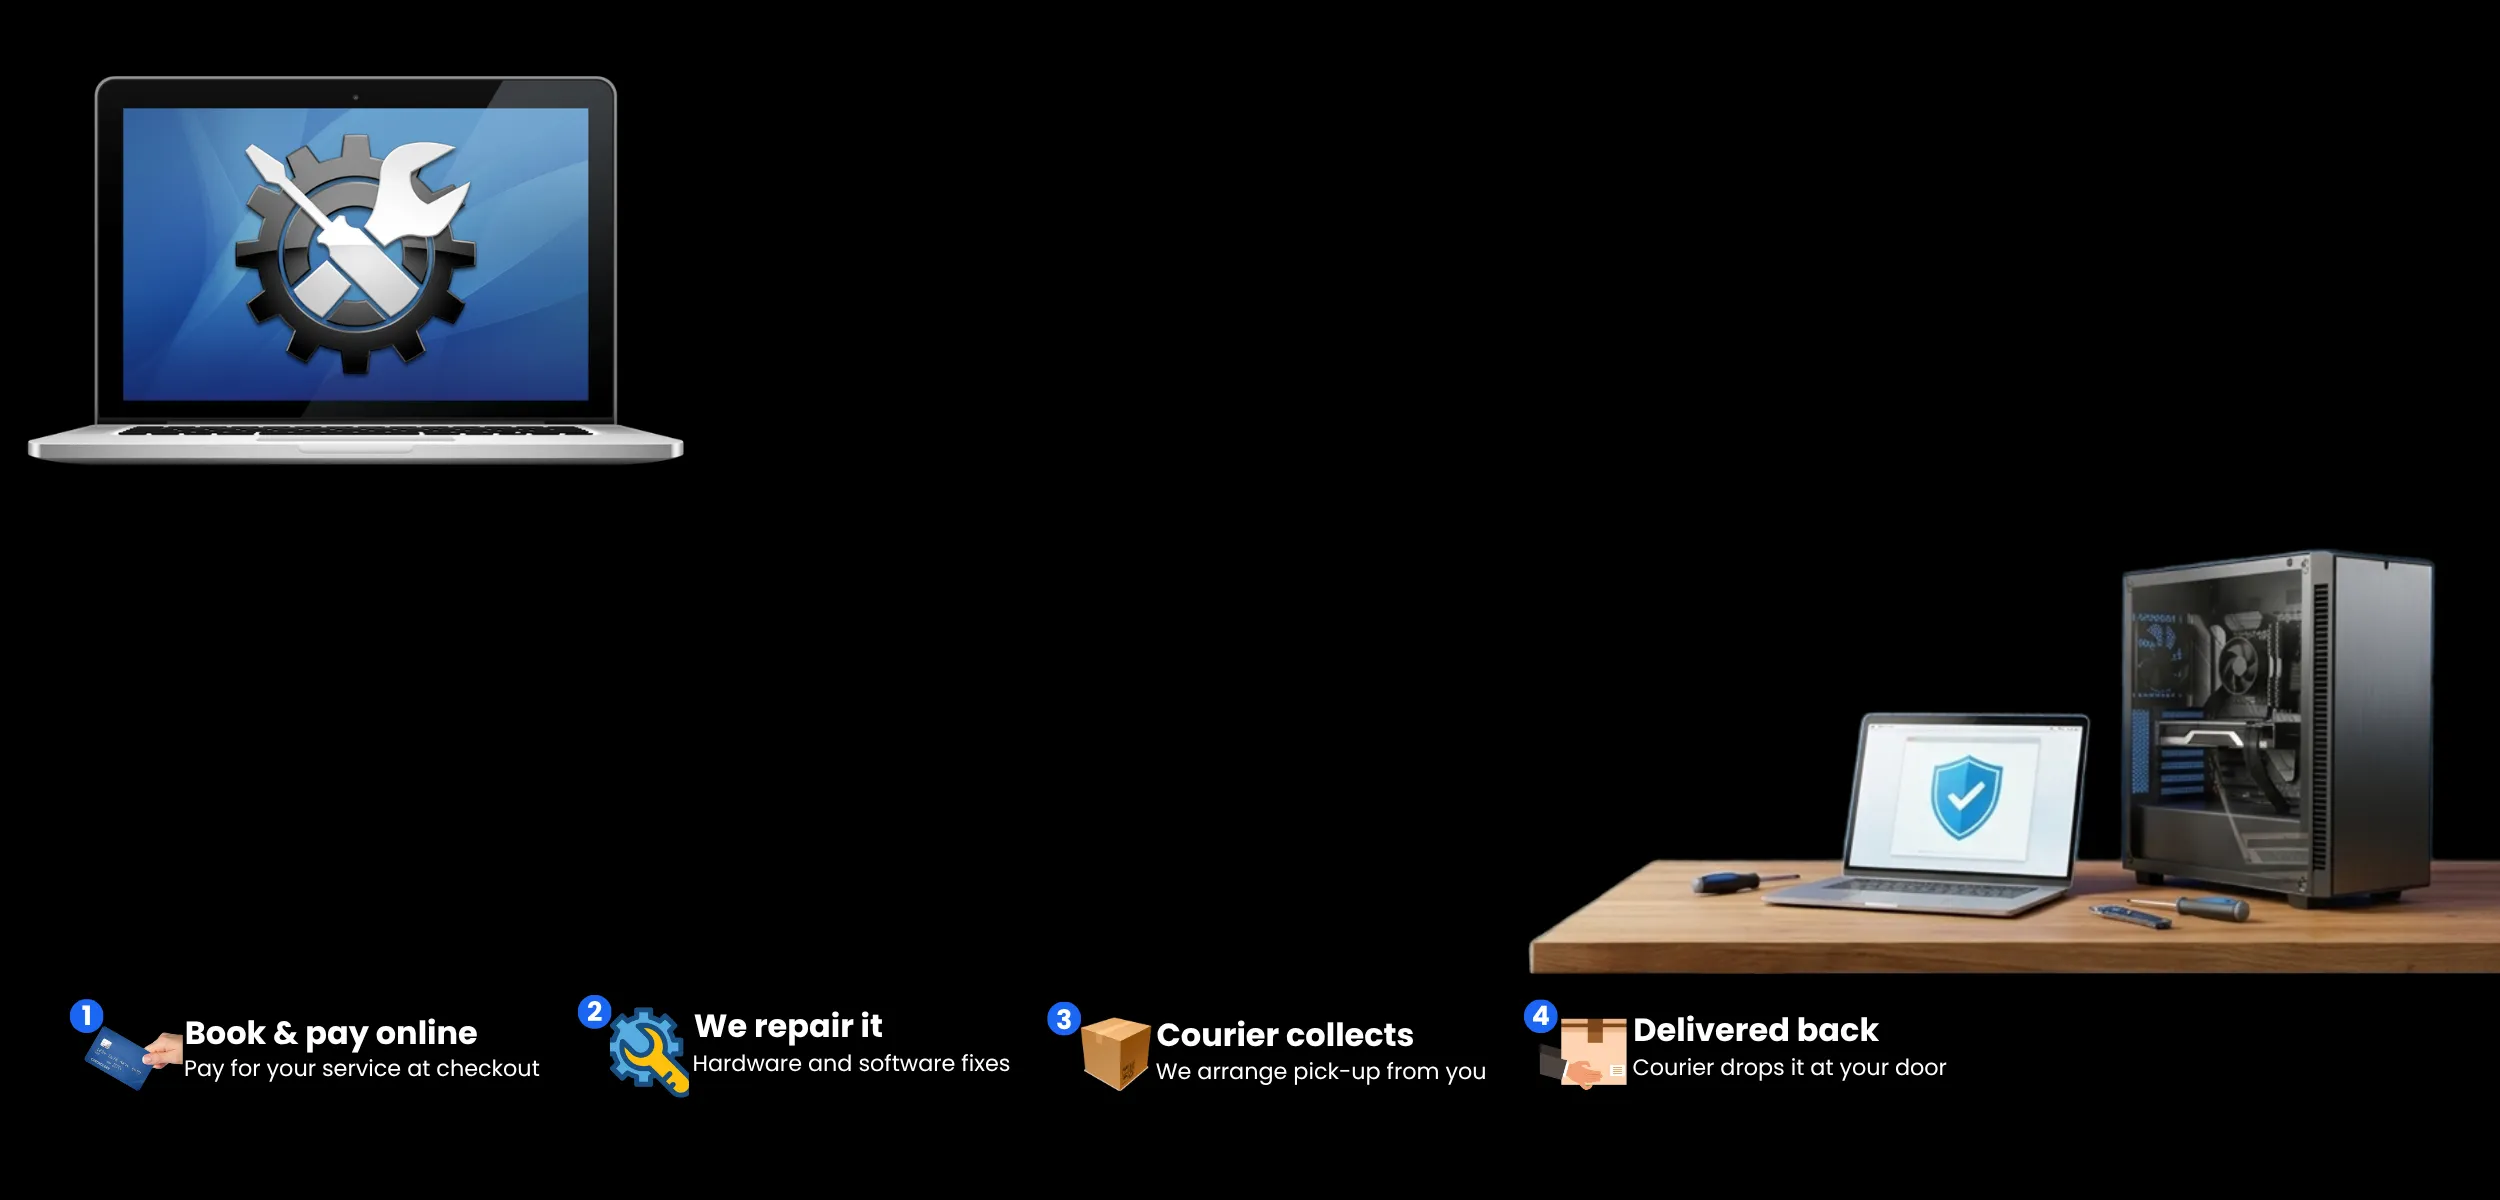 1
Book & pay online
Pay for your service at checkout
2
We repair it
Hardware and software fixes
3
Courier collects
We arrange pick-up from you
4
Delivered back
Courier drops it at your door